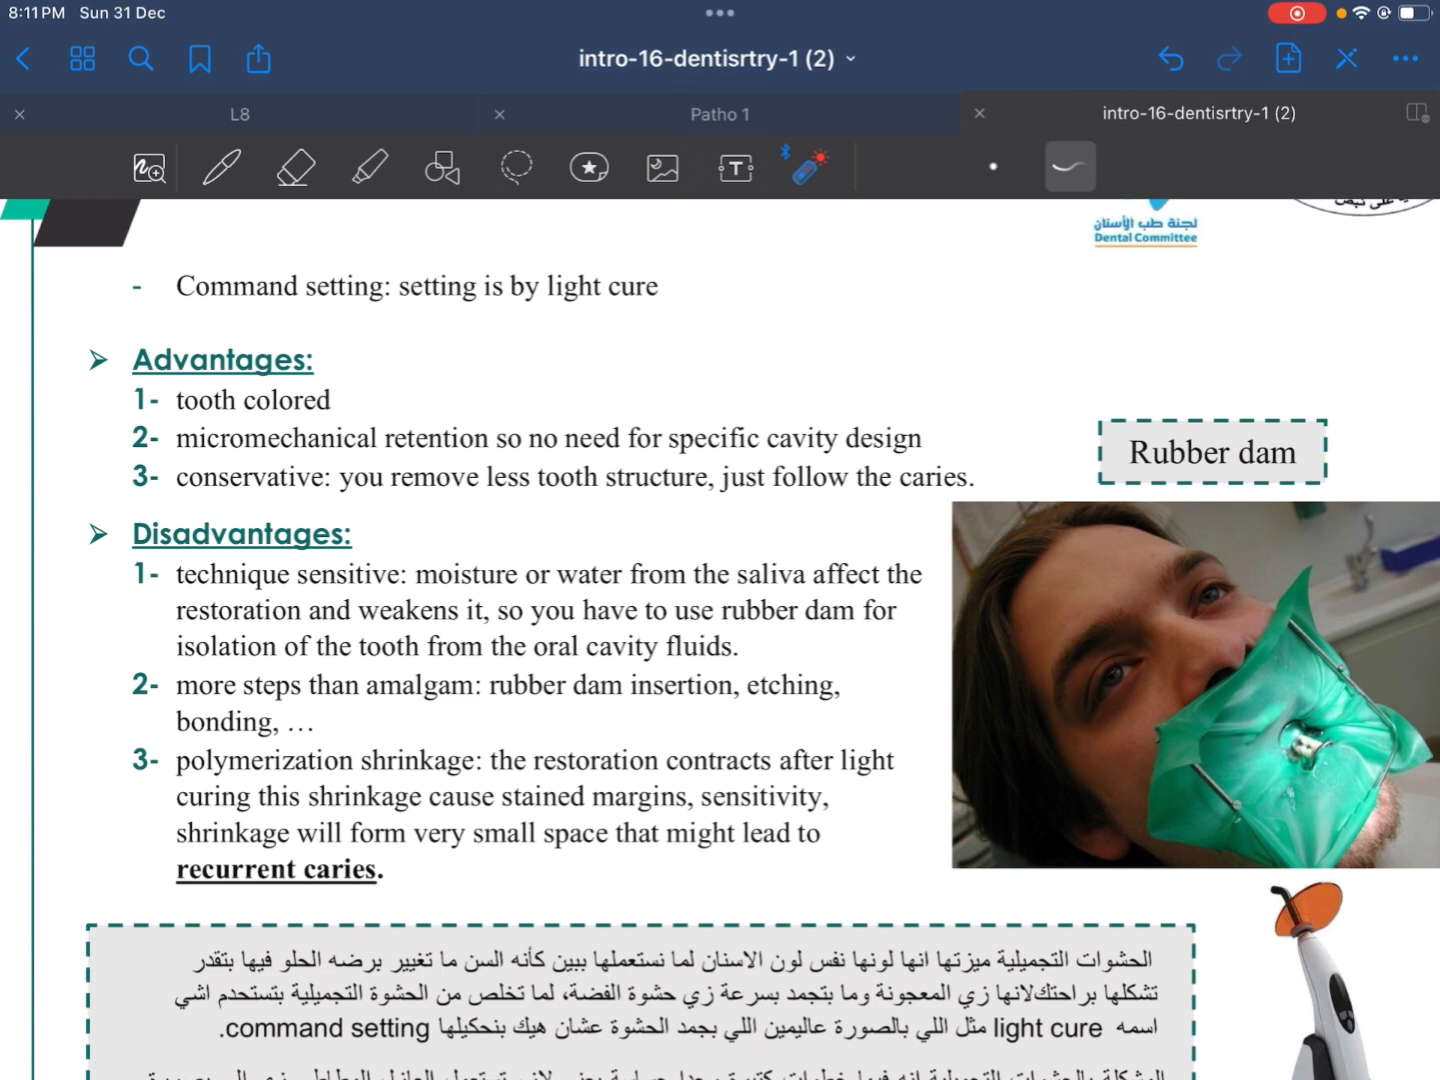 8:11 PM Sun 31 Dec
intro-16-dentisrtry-1 (2)
L8
Patho 1
intro-16-dentisrtry-1 (2)
لجنة طب الأسنان
Dental Committee
- Command setting: setting is by light cure
Advantages:
1- tooth colored
2- micromechanical retention so no need for specific cavity design
3- conservative: you remove less tooth structure, just follow the caries.
Rubber dam
Disadvantages:
1- technique sensitive: moisture or water from the saliva affect the
restoration and weakens it, so you have to use rubber dam for
isolation of the tooth from the oral cavity fluids.
2- more steps than amalgam: rubber dam insertion, etching,
bonding, …
3- polymerization shrinkage: the restoration contracts after light
curing this shrinkage cause stained margins, sensitivity,
shrinkage will form very small space that might lead to
recurrent caries.
الحشوات التجميلية ميزتها انها لونها نفس لون الاسنان لما نستعملها ببين كأنه السن ما تغيير برضه الحلو فيها بتقدر
تشكلها براحتك لانها زي المعجونة وما بتجمد بسرعة زي حشوة الفضة، لما تخلص من الحشوة التجميلية بتستخدم اشي
اسمه light cure مثل اللي بالصورة عاليمين اللي بجمد الحشوة عشان هيك بنحكيلها command setting.